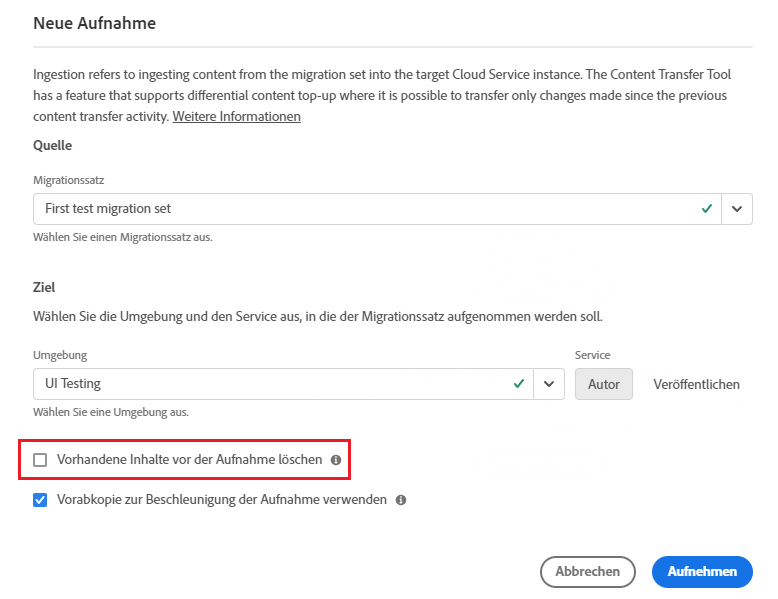 Neue Aufnahme
Ingestion refers to ingesting content from the migration set into the target Cloud Service instance. The Content Transfer Tool
has a feature that supports differential content top-up where it is possible to transfer only changes made since the previous
content transfer activity. Weitere Informationen
Quelle
Migrationssatz
First test migration set
Wählen Sie einen Migrationssatz aus.
Ziel
Wählen Sie die Umgebung und den Service aus, in die der Migrationssatz aufgenommen werden soll.
Umgebung Service
UI Testing Autor Veröffentlichen
Wählen Sie eine Umgebung aus.
Vorhandene Inhalte vor der Aufnahme löschen
Vorabkopie zur Beschleunigung der Aufnahme verwenden
Abbrechen Aufnehmen